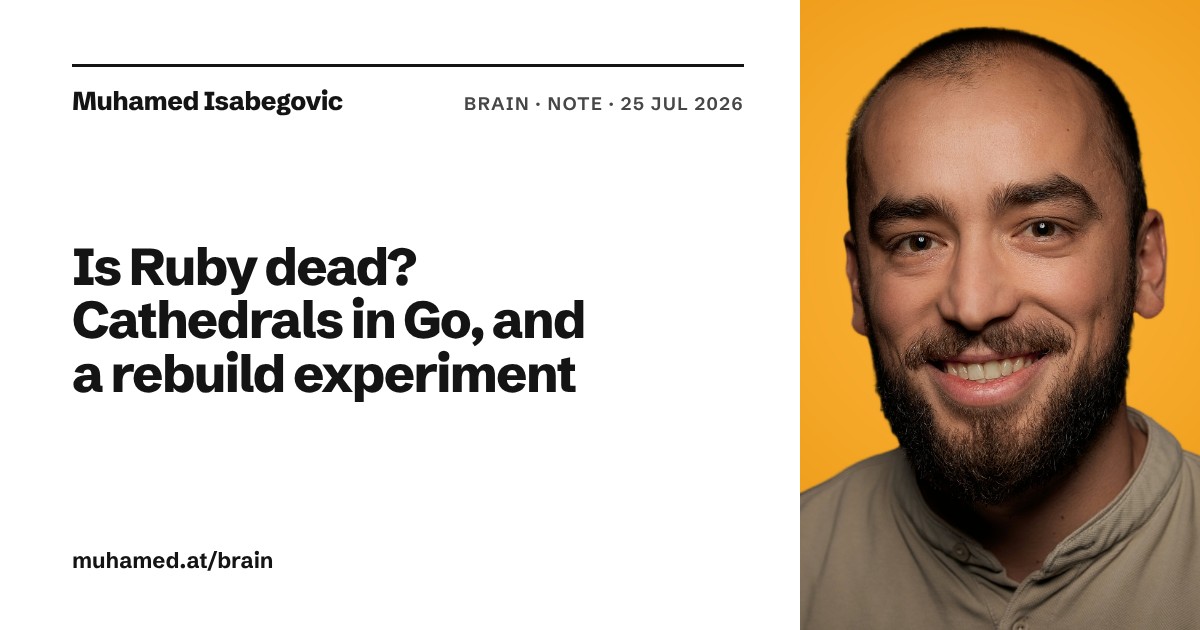 Muhamed Isabegovic
BRAIN · NOTE · 25 JUL 2026
Is Ruby dead?
Cathedrals in Go, and
a rebuild experiment
muhamed.at/brain